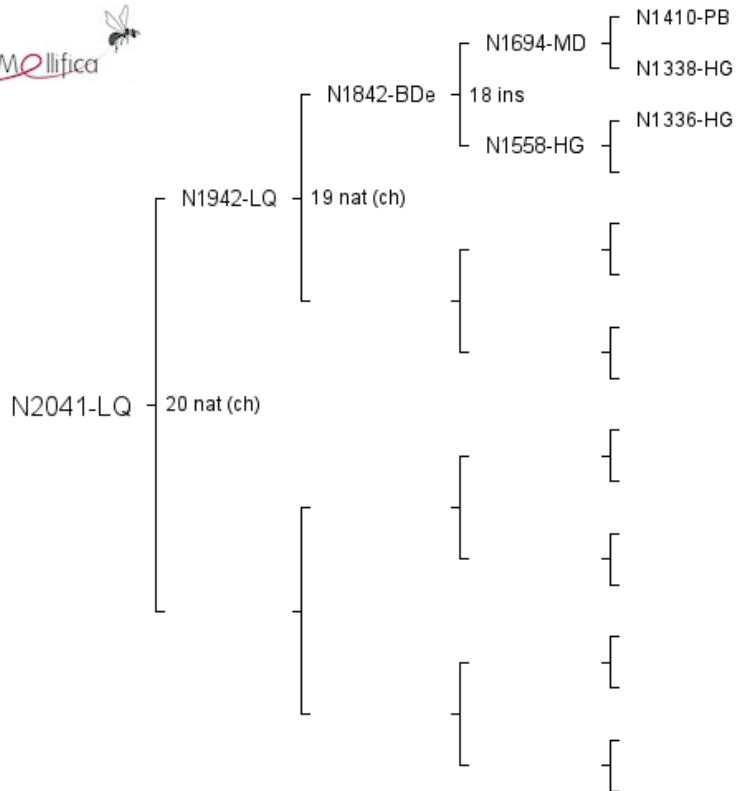 Mellifica
N1410-PB
N1694-MD
N1338-HG
N1842-BDe 18 ins
N1336-HG
N1558-HG
N1942-LQ 19 nat (ch)
N2041-LQ 20 nat (ch)